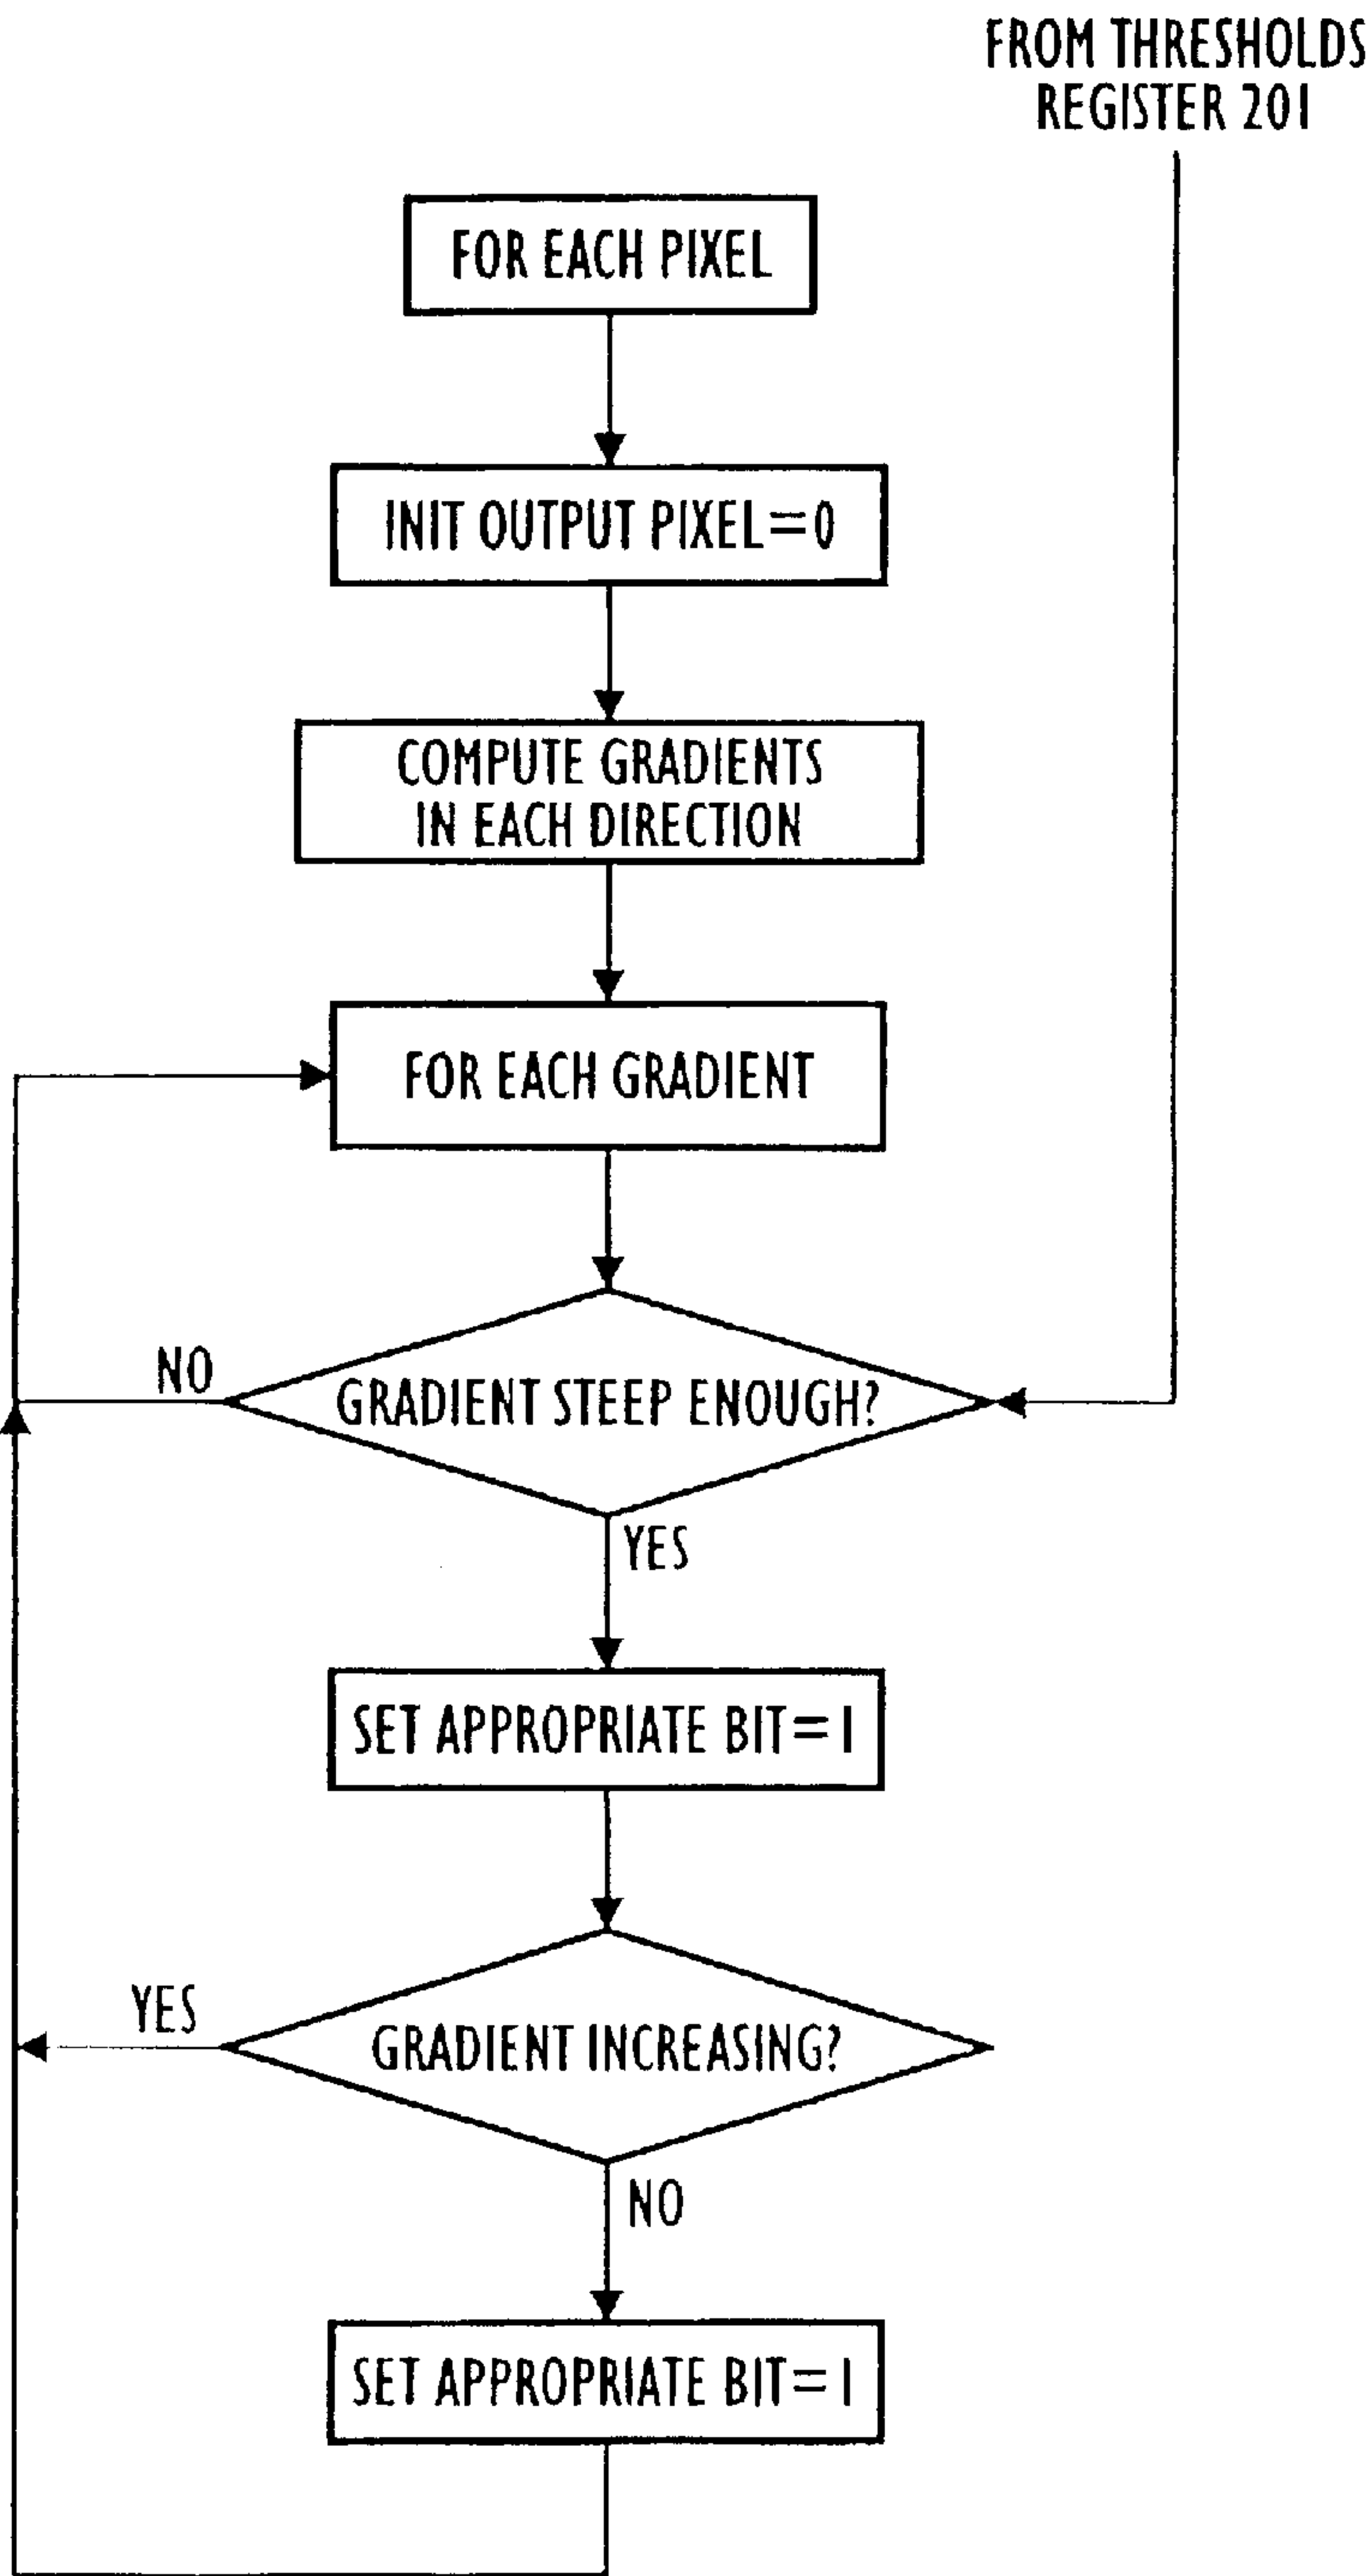 FROM THRESHOLDS
REGISTER 201
FOR EACH PIXEL
INIT OUTPUT PIXEL=0
COMPUTE GRADIENTS
IN EACH DIRECTION
FOR EACH GRADIENT
NO
GRADIENT STEEP ENOUGH?
YES
SET APPROPRIATE BIT=1
YES
GRADIENT INCREASING?
NO
SET APPROPRIATE BIT=1